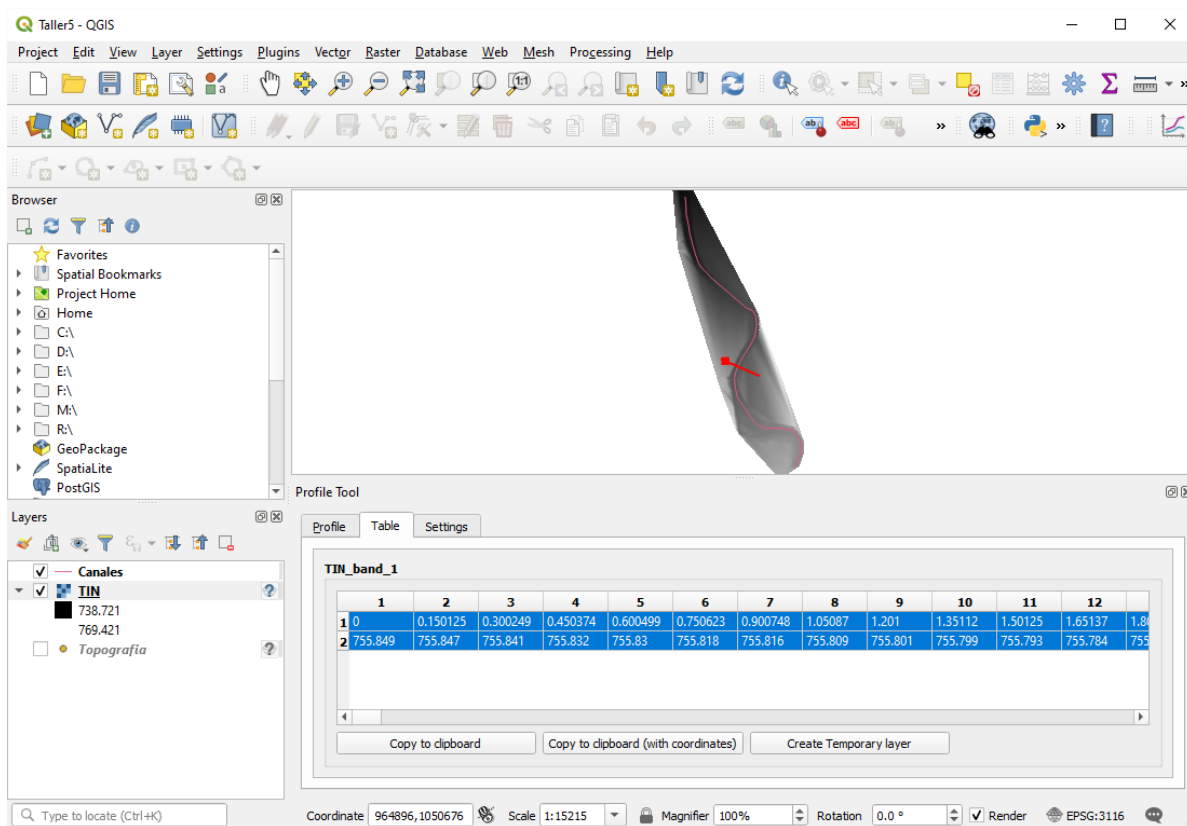 Taller5 - QGIS
Project Edit View Layer Settings Plugins Vector Raster Database Web Mesh Processing Help
Browser
Favorites
Spatial Bookmarks
Project Home
Home
C:\
D:\
E:\
F:\
M:\
R:\
GeoPackage
SpatiaLite
PostGIS
Layers
Canales
TIN
738.721
769.421
Topografia
Profile Tool
Profile Table Settings
TIN_band_1
1 2 3 4 5 6 7 8 9 10 11 12
1 0 0.150125 0.300249 0.450374 0.600499 0.750623 0.900748 1.05087 1.201 1.35112 1.50125 1.65137 1.80
2 755.849 755.847 755.841 755.832 755.83 755.818 755.816 755.809 755.801 755.799 755.793 755.784 755
Copy to clipboard Copy to clipboard (with coordinates) Create Temporary layer
Type to locate (Ctrl+K) Coordinate 964896,1050676 Scale 1:15215 Magnifier 100% Rotation 0.0 ° Render EPSG:3116